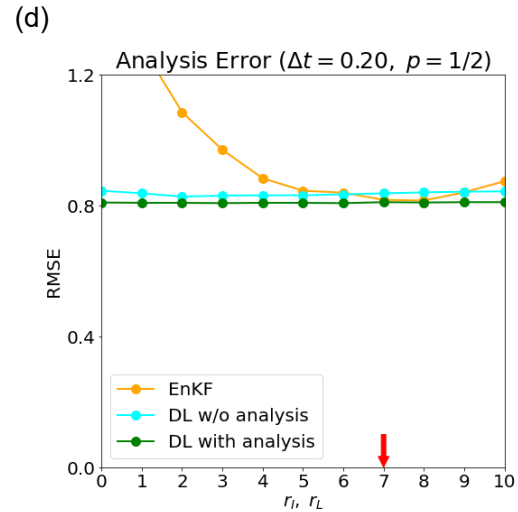 (d)
Analysis Error (Δt = 0.20, p = 1/2)
1.2
0.8
RMSE
0.4
EnKF
DL w/o analysis
DL with analysis
0.0
0 1 2 3 4 5 6 7 8 9 10
r_l, r_L